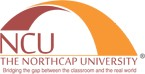 NCU
THE NORTHCAP UNIVERSITY®
Bridging the gap between the classroom and the real world